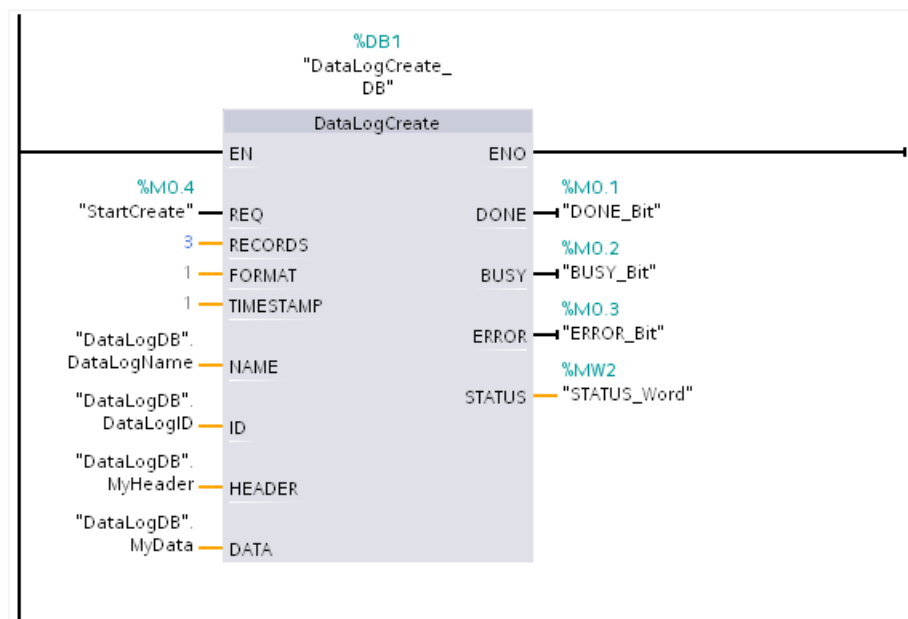 %DB1
"DataLogCreate_
DB"
DataLogCreate
EN ENO
%M0.4 %M0.1
"StartCreate" REQ DONE "DONE_Bit"
3 RECORDS %M0.2
1 FORMAT BUSY "BUSY_Bit"
1 TIMESTAMP %M0.3
"DataLogDB". ERROR "ERROR_Bit"
DataLogName NAME %MW2
"DataLogDB". STATUS "STATUS_Word"
DataLogID ID
"DataLogDB".
MyHeader HEADER
"DataLogDB".
MyData DATA